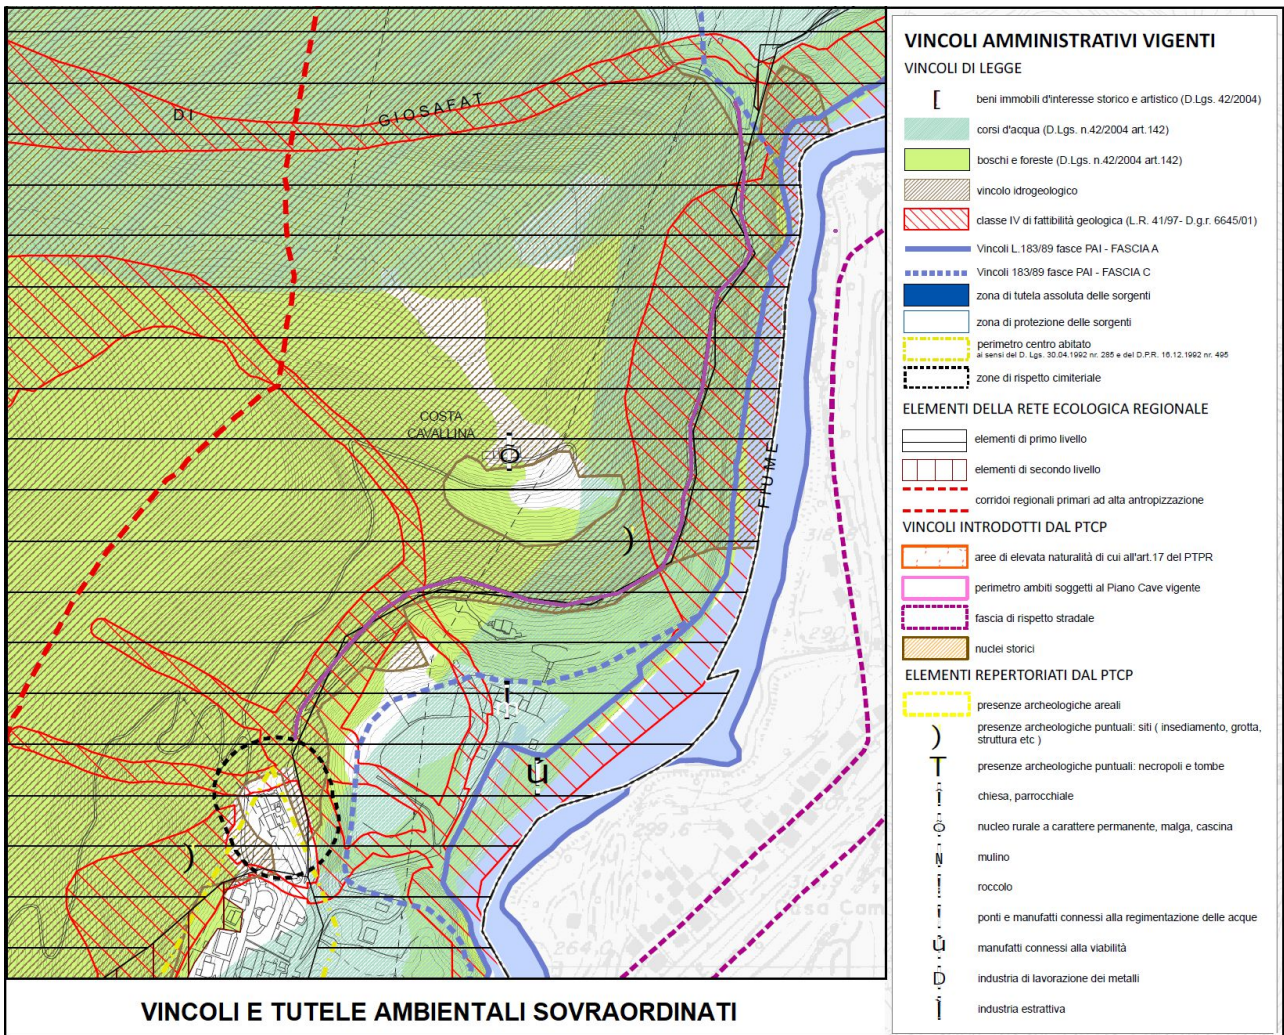 DI
GIOSAFAT
COSTA
CAVALLINA
FIUME
318,9
m
ů
264,0
VINCOLI E TUTELE AMBIENTALI SOVRAORDINATI
VINCOLI AMMINISTRATIVI VIGENTI
VINCOLI DI LEGGE
[ beni immobili d'interesse storico e artistico (D.Lgs. 42/2004)
corsi d'acqua (D.Lgs. n.42/2004 art.142)
boschi e foreste (D.Lgs. n.42/2004 art.142)
vincolo idrogeologico
classe IV di fattibilità geologica (L.R. 41/97- D.g.r. 6645/01)
Vincoli L.183/89 fasce PAI - FASCIA A
Vincoli 183/89 fasce PAI - FASCIA C
zona di tutela assoluta delle sorgenti
zona di protezione delle sorgenti
perimetro centro abitato
ai sensi del D. Lgs. 30.04.1992 nr. 285 e del D.P.R. 16.12.1992 nr. 495
zone di rispetto cimiteriale
ELEMENTI DELLA RETE ECOLOGICA REGIONALE
elementi di primo livello
elementi di secondo livello
corridoi regionali primari ad alta antropizzazione
VINCOLI INTRODOTTI DAL PTCP
aree di elevata naturalità di cui all'art.17 del PTPR
perimetro ambiti soggetti al Piano Cave vigente
fascia di rispetto stradale
nuclei storici
ELEMENTI REPERTORIATI DAL PTCP
presenze archeologiche areali
) presenze archeologiche puntuali: siti ( insediamento, grotta,
struttura etc )
T presenze archeologiche puntuali: necropoli e tombe
chiesa, parrocchiale
nucleo rurale a carattere permanente, malga, cascina
N mulino
roccolo
ponti e manufatti connessi alla regimentazione delle acque
ů manufatti connessi alla viabilità
D industria di lavorazione dei metalli
industria estrattiva